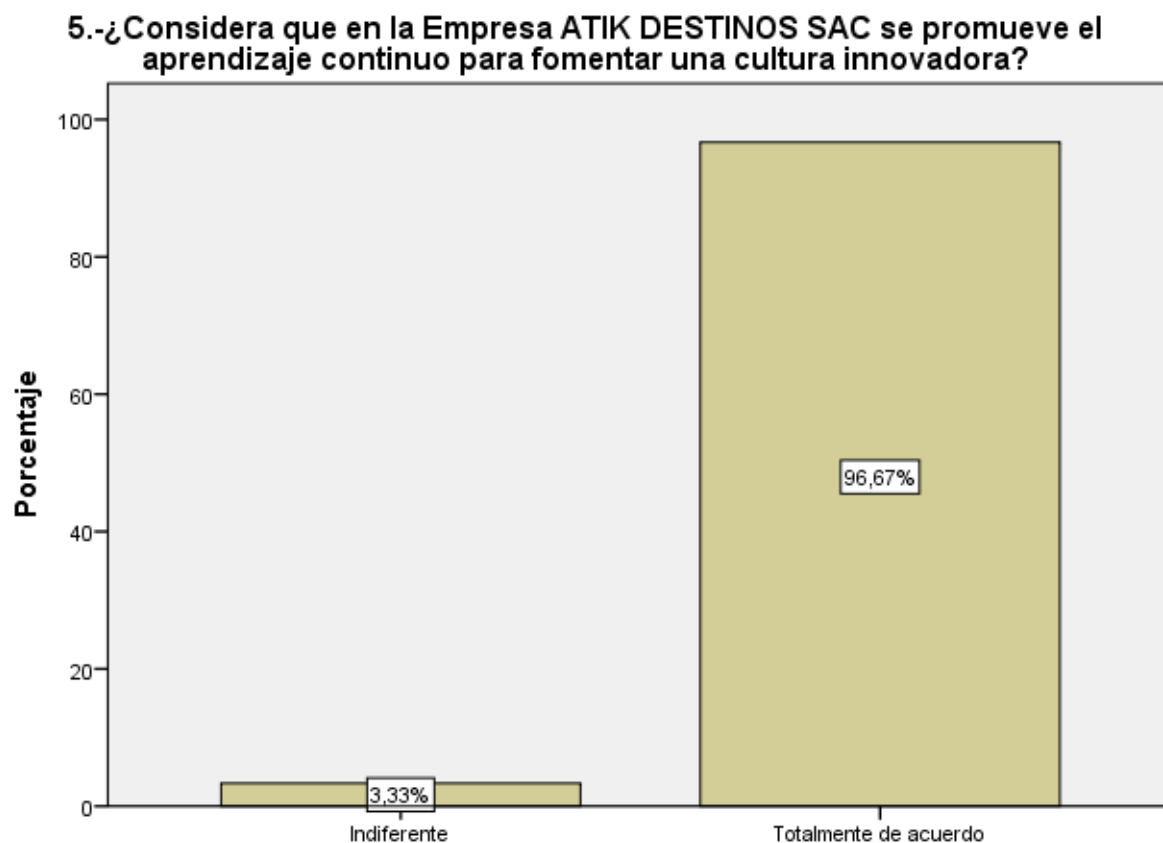 5.-¿Considera que en la Empresa ATIK DESTINOS SAC se promueve el
aprendizaje continuo para fomentar una cultura innovadora?
Porcentaje
100
80
60
40
20
0
3,33%
96,67%
Indiferente
Totalmente de acuerdo